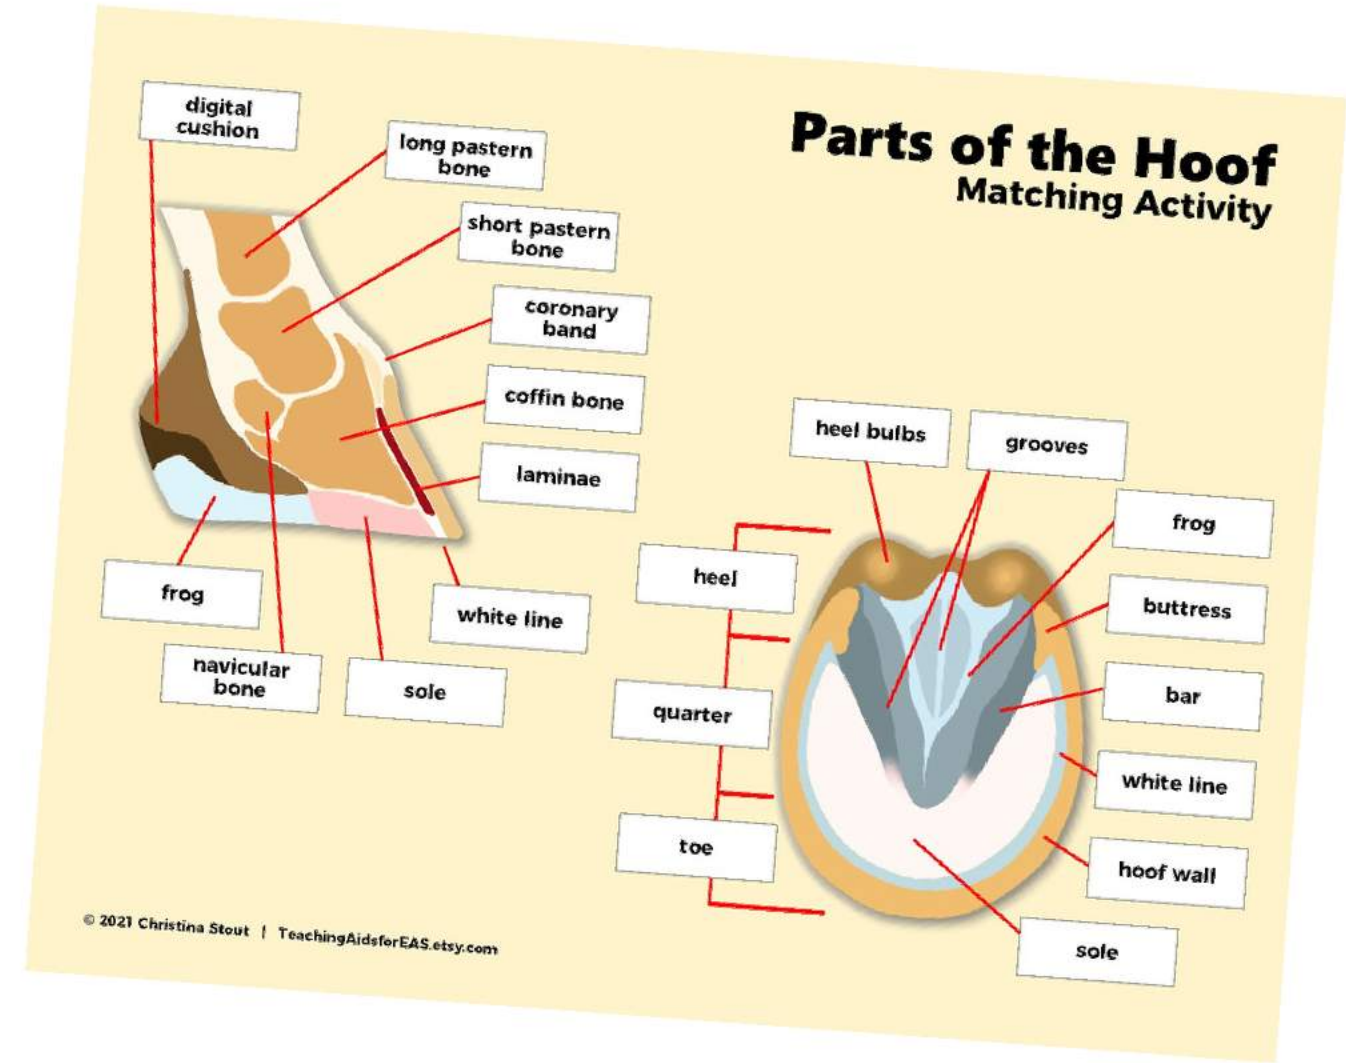 Parts of the Hoof
Matching Activity
digital
cushion
long pastern
bone
short pastern
bone
coronary
band
coffin bone
laminae
white line
sole
navicular
bone
frog
heel bulbs
grooves
frog
buttress
bar
white line
hoof wall
sole
heel
quarter
toe
© 2021 Christina Stout | TeachingAidsforEAS.etsy.com